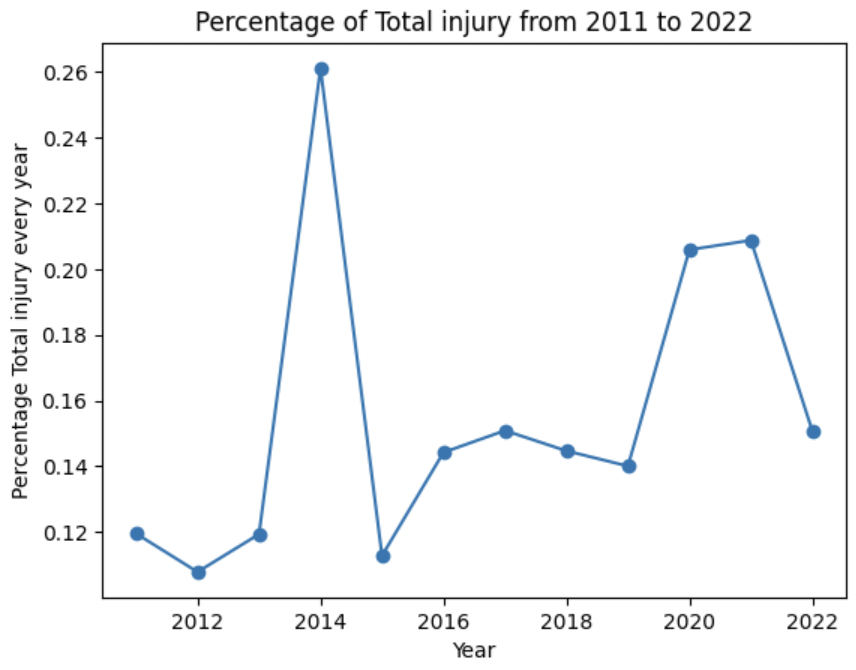 Percentage of Total injury from 2011 to 2022
Percentage Total injury every year
0.26
0.24
0.22
0.20
0.18
0.16
0.14
0.12
2012 2014 2016 2018 2020 2022
Year